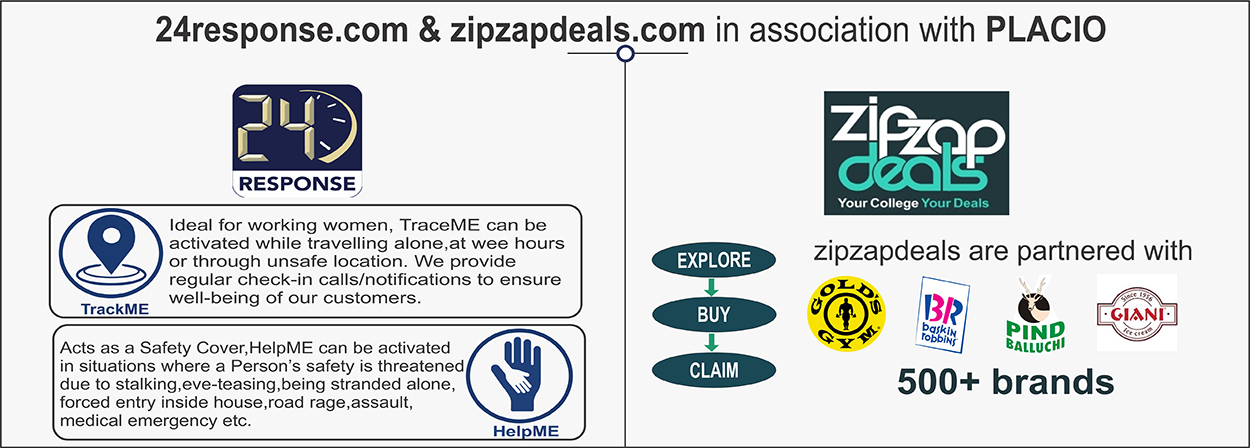 24response.com & zipzapdeals.com in association with PLACIO
24
RESPONSE
Ideal for working women, TraceME can be
activated while travelling alone,at wee hours
or through unsafe location. We provide
regular check-in calls/notifications to ensure
well-being of our customers.
TrackME
Acts as a Safety Cover,HelpME can be activated
in situations where a Person's safety is threatened
due to stalking,eve-teasing,being stranded alone,
forced entry inside house,road rage,assault,
medical emergency etc.
HelpME
zipzap
deals
Your College Your Deals
EXPLORE
BUY
CLAIM
zipzapdeals are partnered with
GOLD'S
GYM
BR
baskin
robbins
PIND
BALLUCHI
Since 1956
GIANI
Ice cream
500+ brands